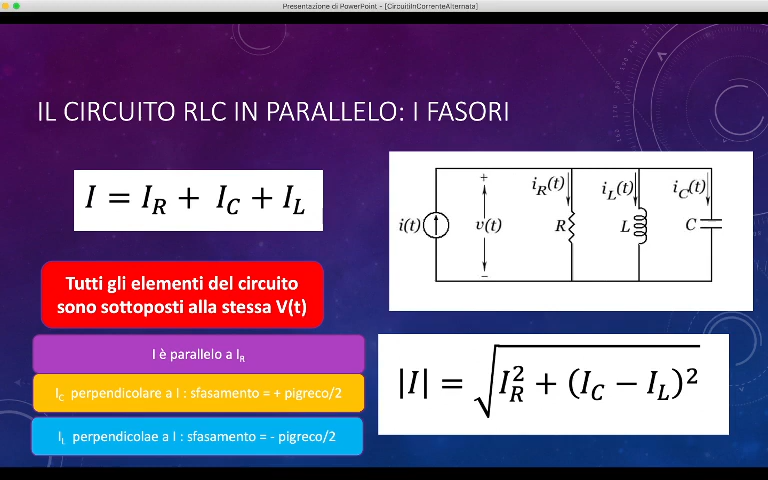 Presentazione di PowerPoint - [CircuitiInCorrenteAlternata]
IL CIRCUITO RLC IN PARALLELO: I FASORI
I = I_R + I_C + I_L
Tutti gli elementi del circuito
sono sottoposti alla stessa V(t)
I è parallelo a I_R
I_C perpendicolare a I : sfasamento = + pigreco/2
I_L perpendicolae a I : sfasamento = - pigreco/2
i(t)
+
v(t)
−
i_R(t)
R
i_L(t)
L
i_C(t)
C
|I| = √(I_R^2 + (I_C − I_L)^2)